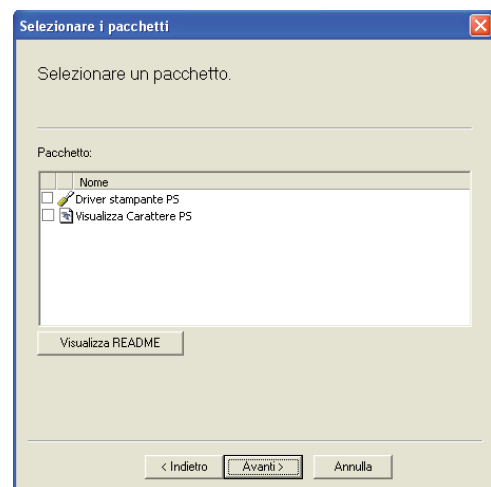 Selezionare i pacchetti
Selezionare un pacchetto.
Pacchetto:
Nome
Driver stampante PS
Visualizza Carattere PS
Visualizza README
< Indietro
Avanti >
Annulla